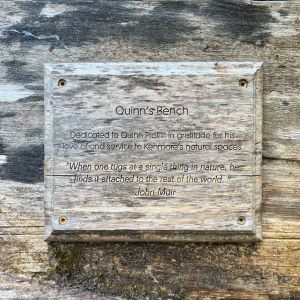 Quinn's Bench
Dedicated to Quinn in gratitude for his
love of and service to Kenmore's natural spaces.
"When one tugs at a single thing in nature, he
finds it attached to the rest of the world."
-John Muir